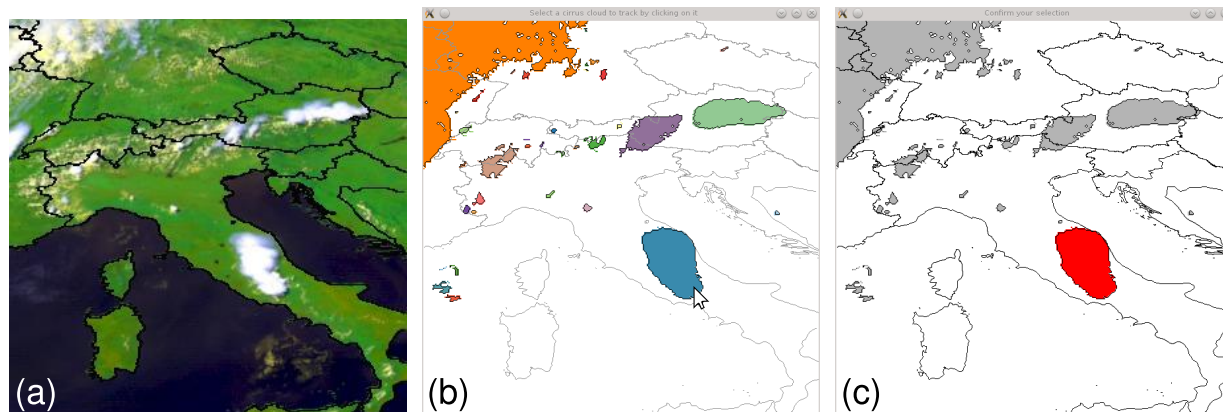 Select a cirrus cloud to track by clicking on it
Confirm your selection
(a)
(b)
(c)